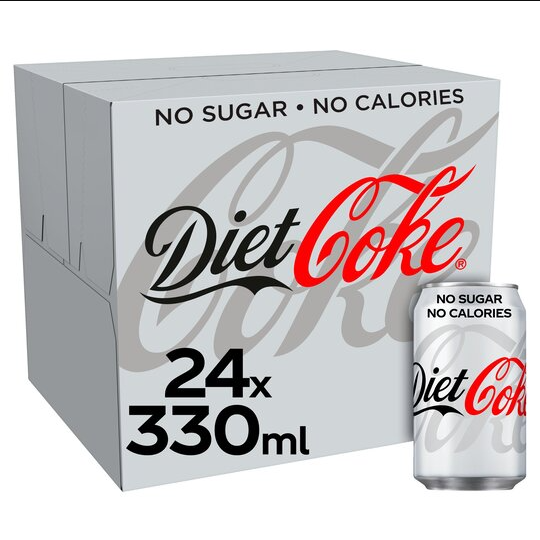 NO SUGAR • NO CALORIES
Diet Coke®
24x
330ml
NO SUGAR
NO CALORIES
Diet Coke